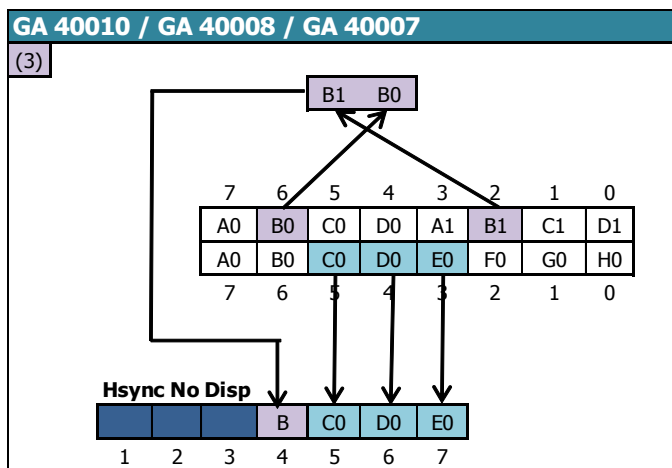 GA 40010 / GA 40008 / GA 40007
(3)
B1 B0
7 6 5 4 3 2 1 0
A0 B0 C0 D0 A1 B1 C1 D1
A0 B0 C0 D0 E0 F0 G0 H0
7 6 5 4 3 2 1 0
Hsync No Disp
B C0 D0 E0
1 2 3 4 5 6 7